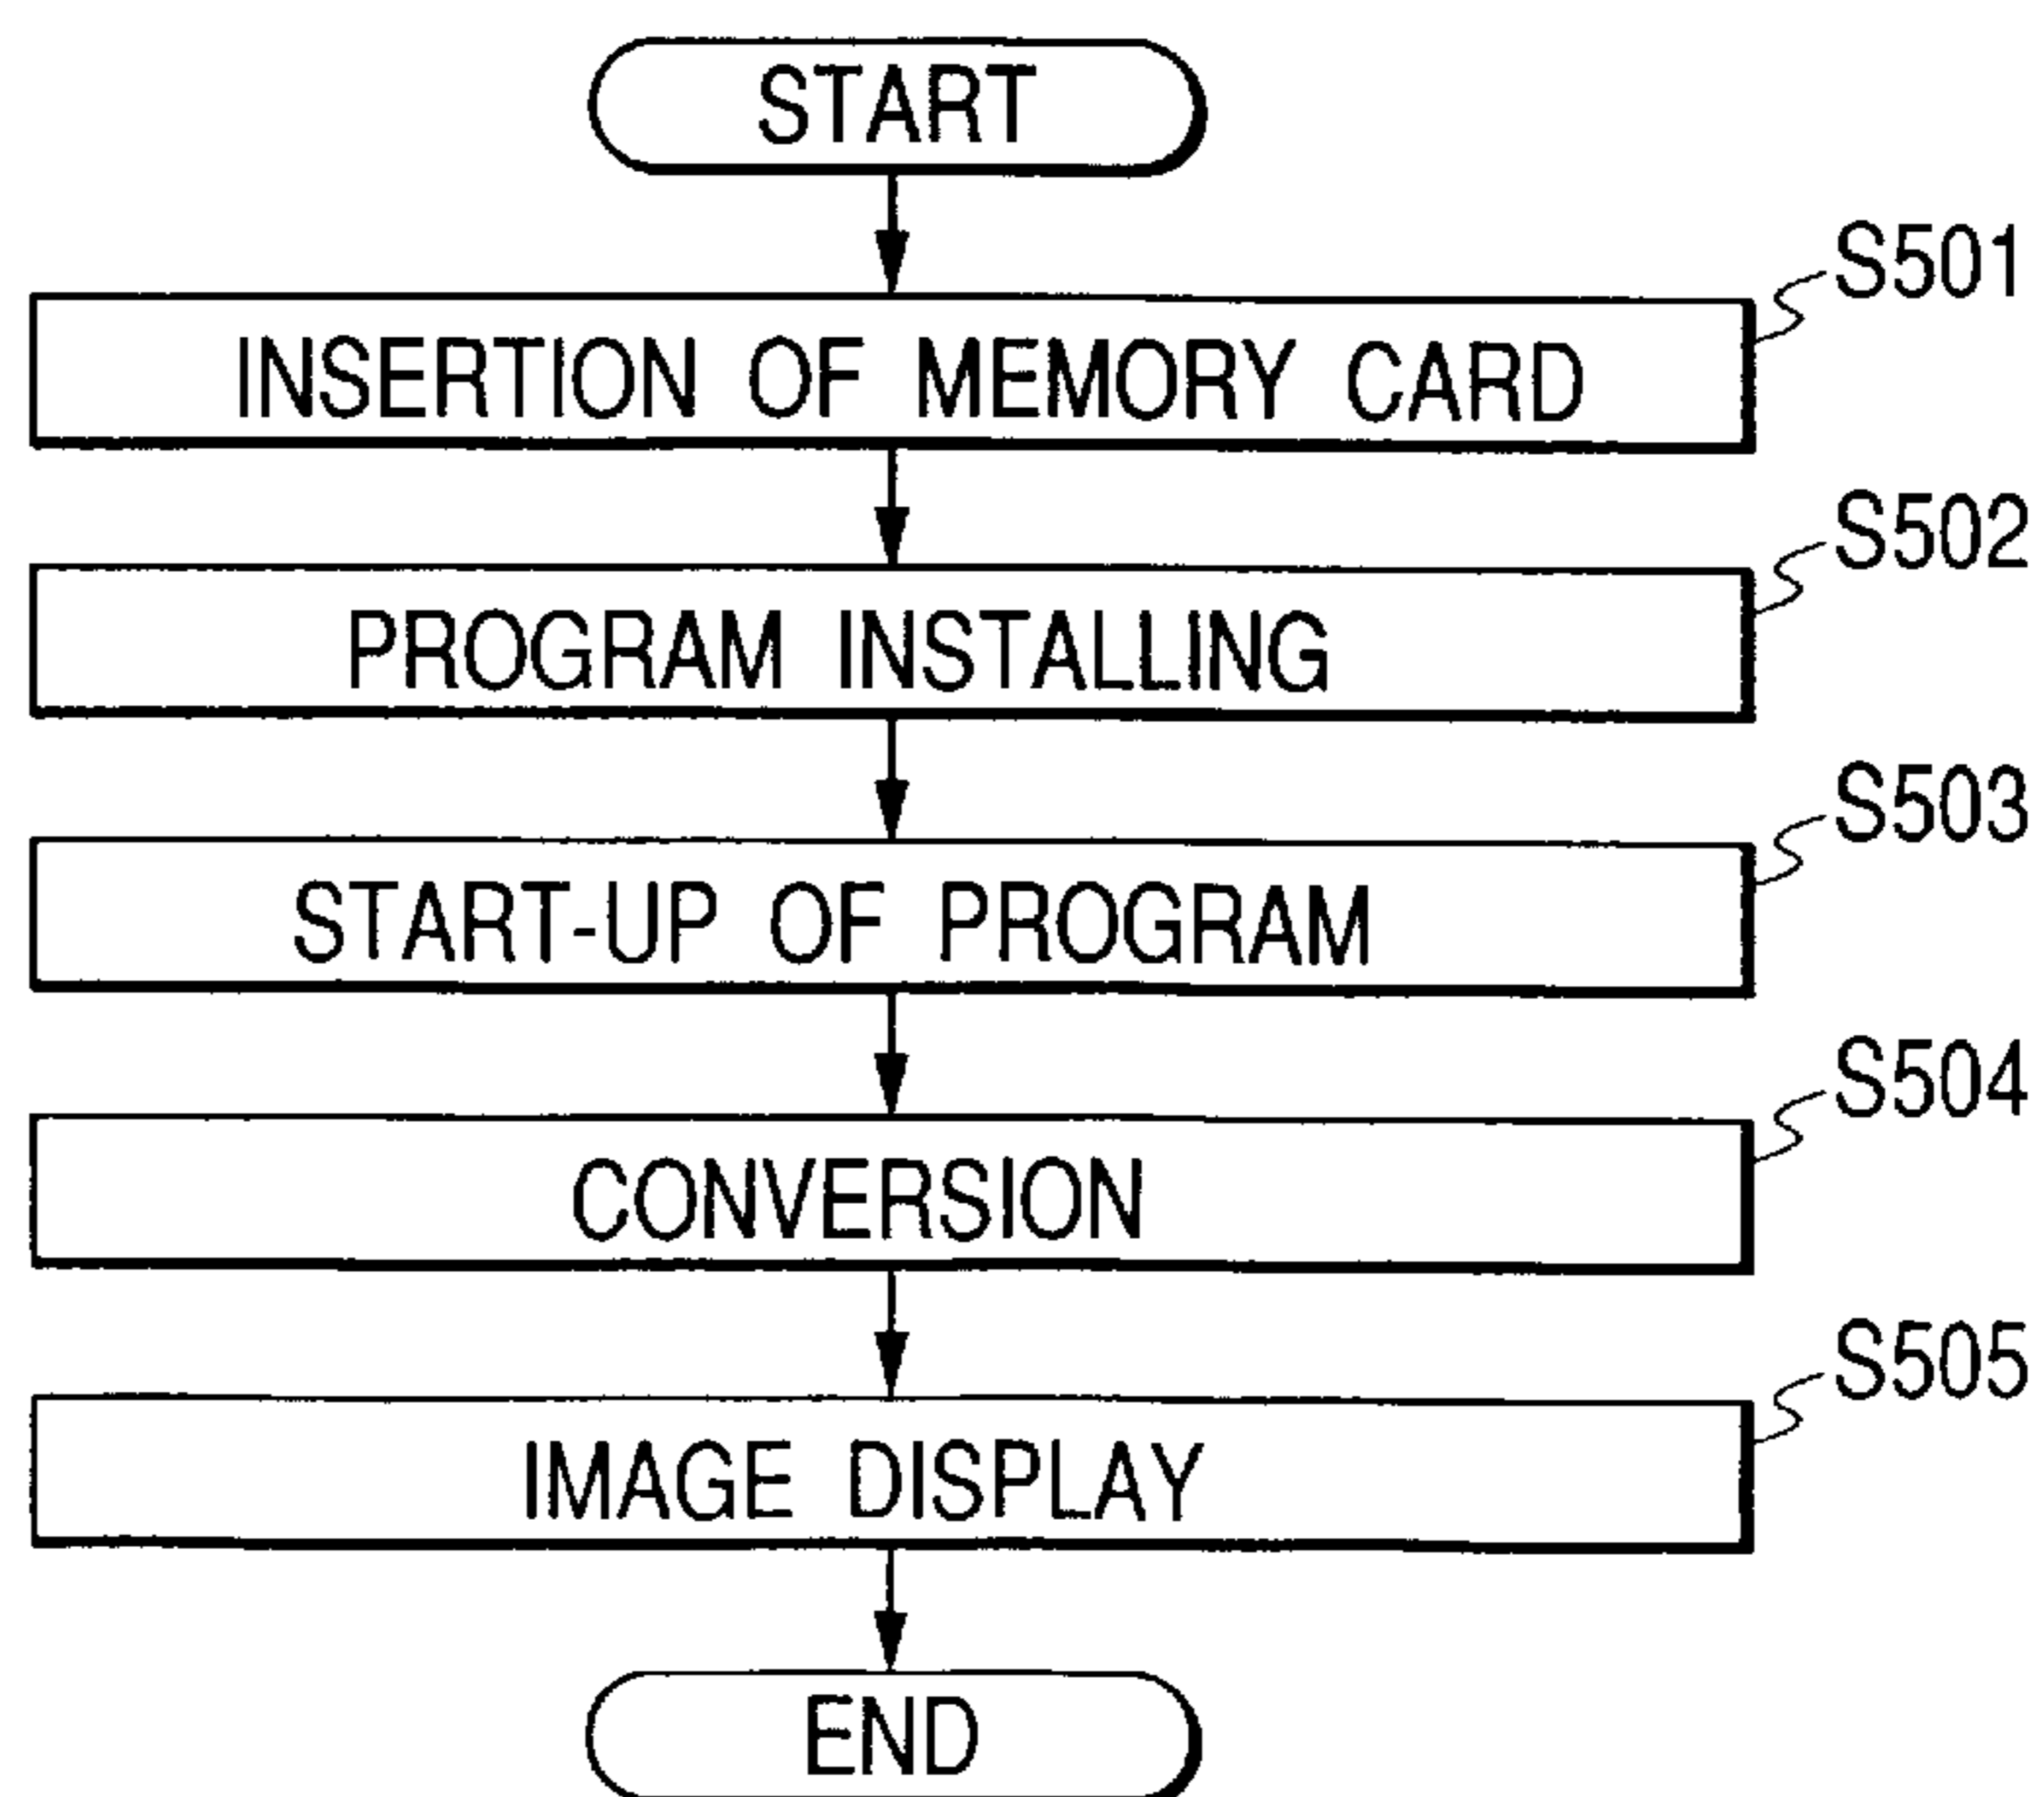 START
S501
INSERTION OF MEMORY CARD
S502
PROGRAM INSTALLING
S503
START-UP OF PROGRAM
S504
CONVERSION
S505
IMAGE DISPLAY
END